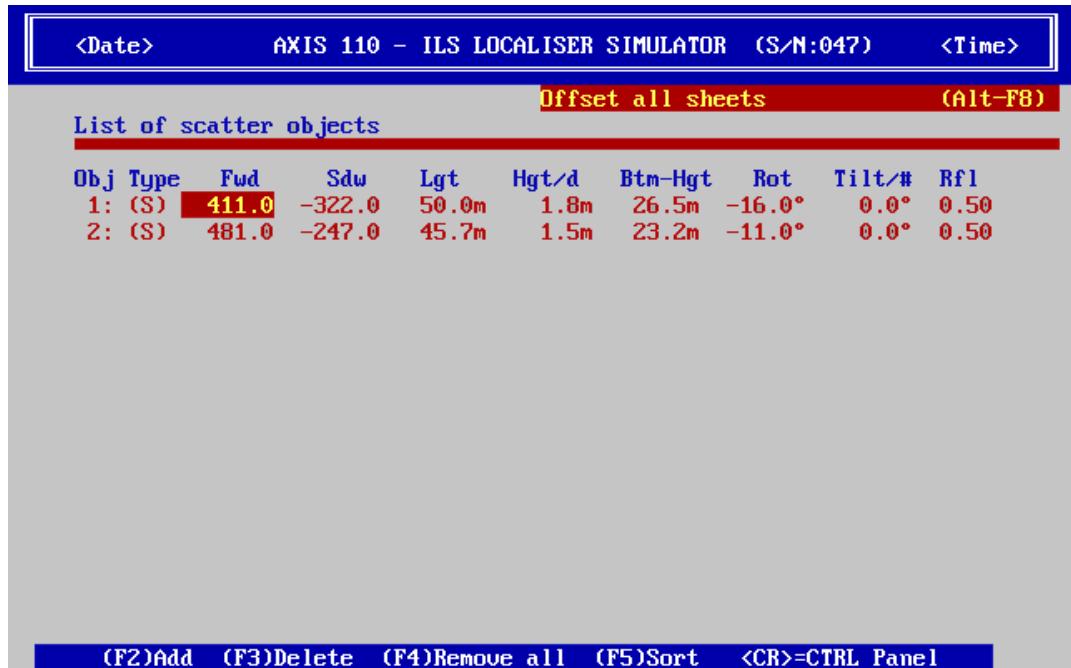 <Date> AXIS 110 - ILS LOCALISER SIMULATOR (S/N:047) <Time>
Offset all sheets (Alt-F8)
List of scatter objects
Obj Type Fwd Sdw Lgt Hgt/d Btm-Hgt Rot Tilt/# Rfl
1: (S) 411.0 -322.0 50.0m 1.8m 26.5m -16.0° 0.0° 0.50
2: (S) 481.0 -247.0 45.7m 1.5m 23.2m -11.0° 0.0° 0.50
(F2)Add (F3)Delete (F4)Remove all (F5)Sort <CR>=CTRL Panel